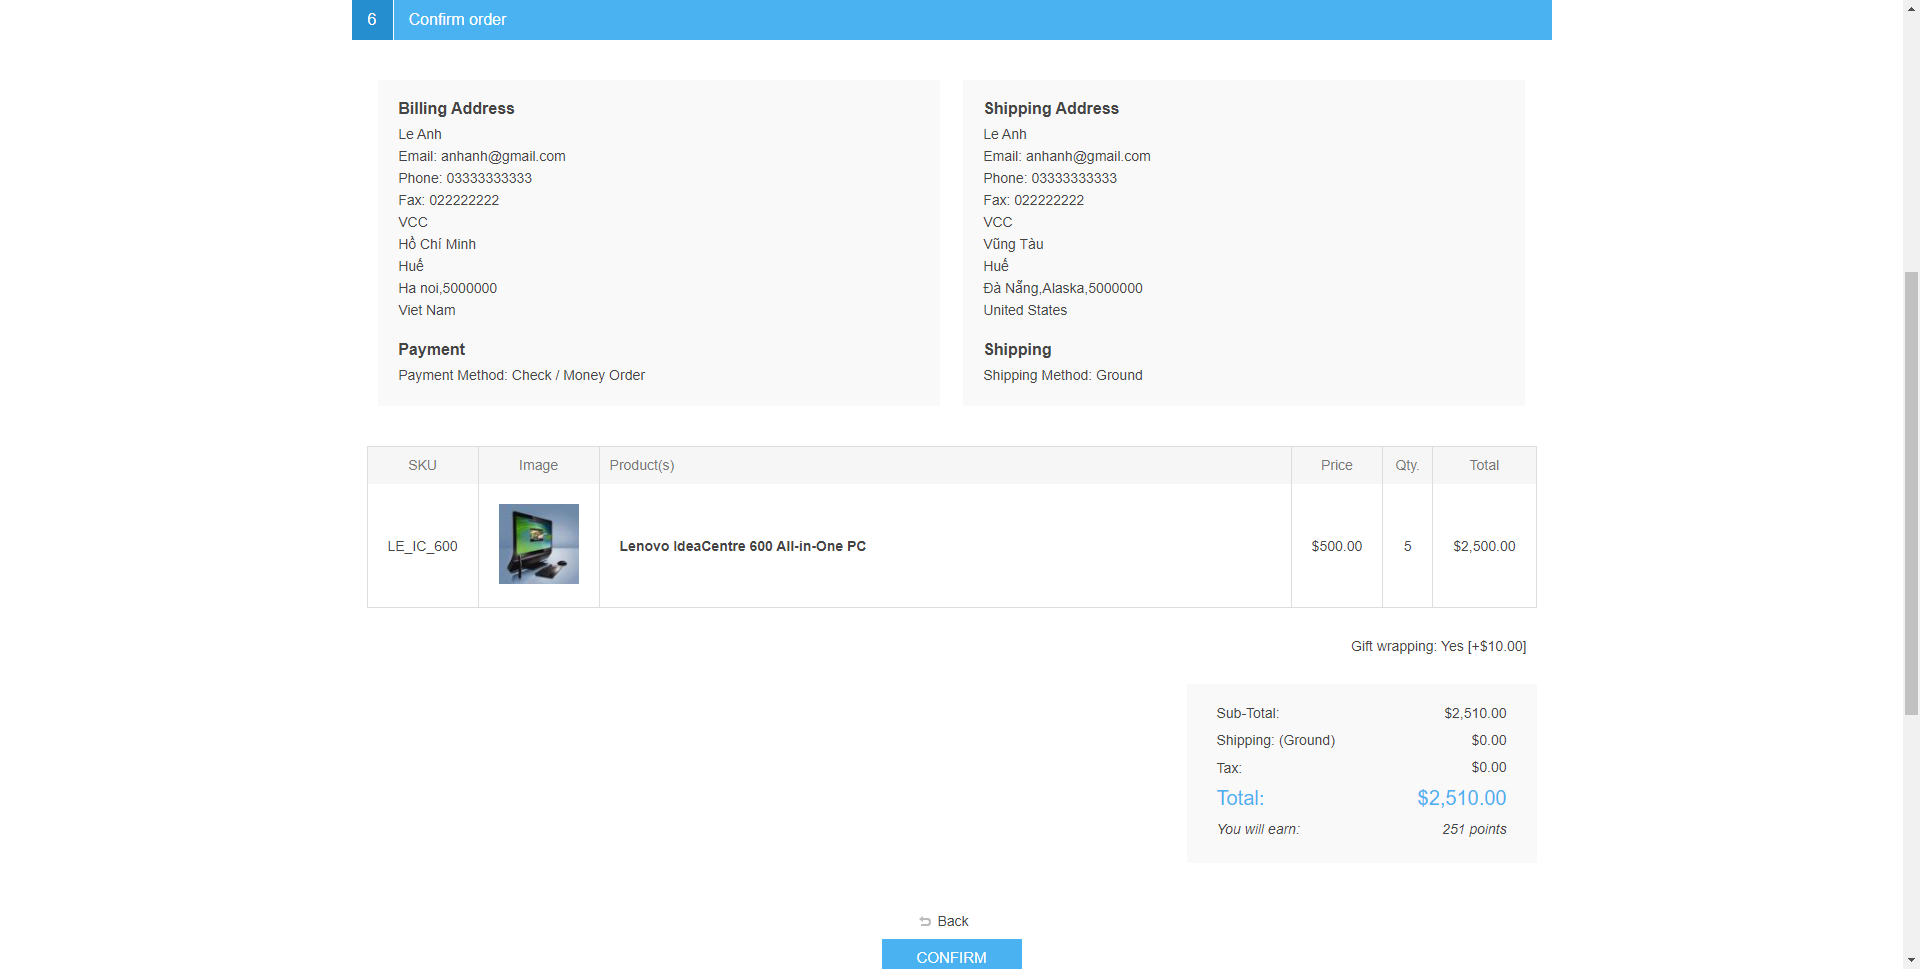 6 Confirm order
Billing Address
Le Anh
Email: anhanh@gmail.com
Phone: 03333333333
Fax: 022222222
VCC
Hồ Chí Minh
Huế
Ha noi,5000000
Viet Nam
Payment
Payment Method: Check / Money Order
Shipping Address
Le Anh
Email: anhanh@gmail.com
Phone: 03333333333
Fax: 022222222
VCC
Vũng Tàu
Huế
Đà Nẵng,Alaska,5000000
United States
Shipping
Shipping Method: Ground
SKU Image Product(s) Price Qty. Total
LE_IC_600 Lenovo IdeaCentre 600 All-in-One PC $500.00 5 $2,500.00
Gift wrapping: Yes [+$10.00]
Sub-Total: $2,510.00
Shipping: (Ground) $0.00
Tax: $0.00
Total: $2,510.00
You will earn: 251 points
Back
CONFIRM